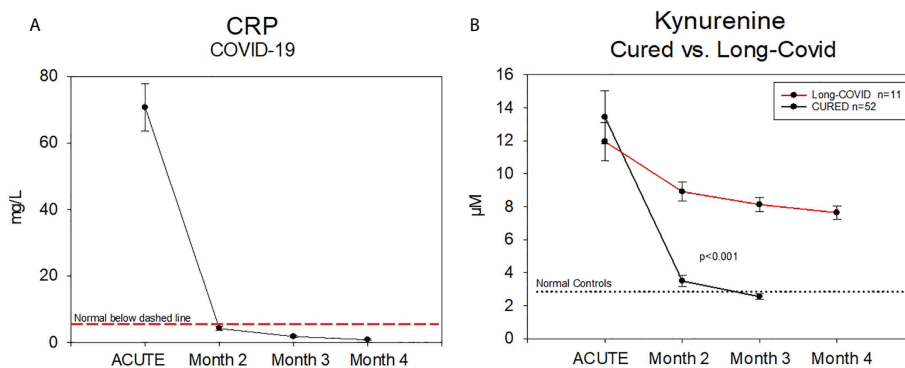 A
CRP
COVID-19
80
60
40
20
0
mg/L
Normal below dashed line
ACUTE Month 2 Month 3 Month 4
B
Kynurenine
Cured vs. Long-Covid
16
14
12
10
8
6
4
2
0
µM
Long-COVID n=11
CURED n=52
p<0.001
Normal Controls
ACUTE Month 2 Month 3 Month 4